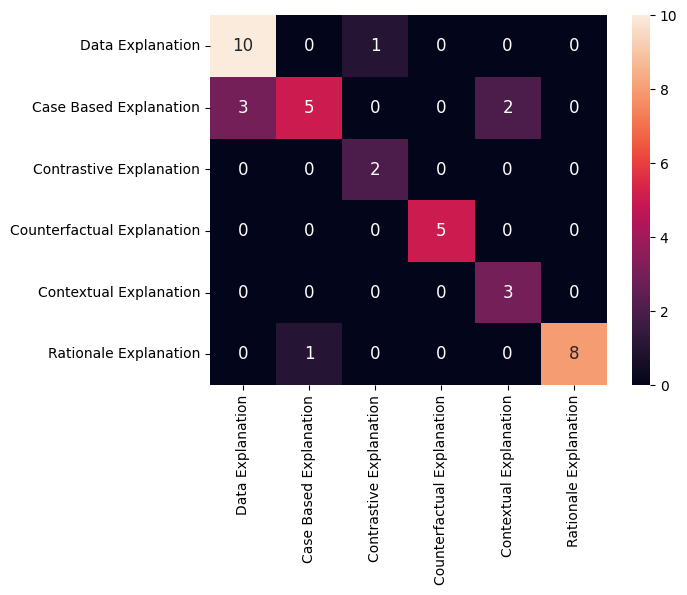 Data Explanation 10 0 1 0 0 0
Case Based Explanation 3 5 0 0 2 0
Contrastive Explanation 0 0 2 0 0 0
Counterfactual Explanation 0 0 0 5 0 0
Contextual Explanation 0 0 0 0 3 0
Rationale Explanation 0 1 0 0 0 8
Data Explanation
Case Based Explanation
Contrastive Explanation
Counterfactual Explanation
Contextual Explanation
Rationale Explanation
10
8
6
4
2
0